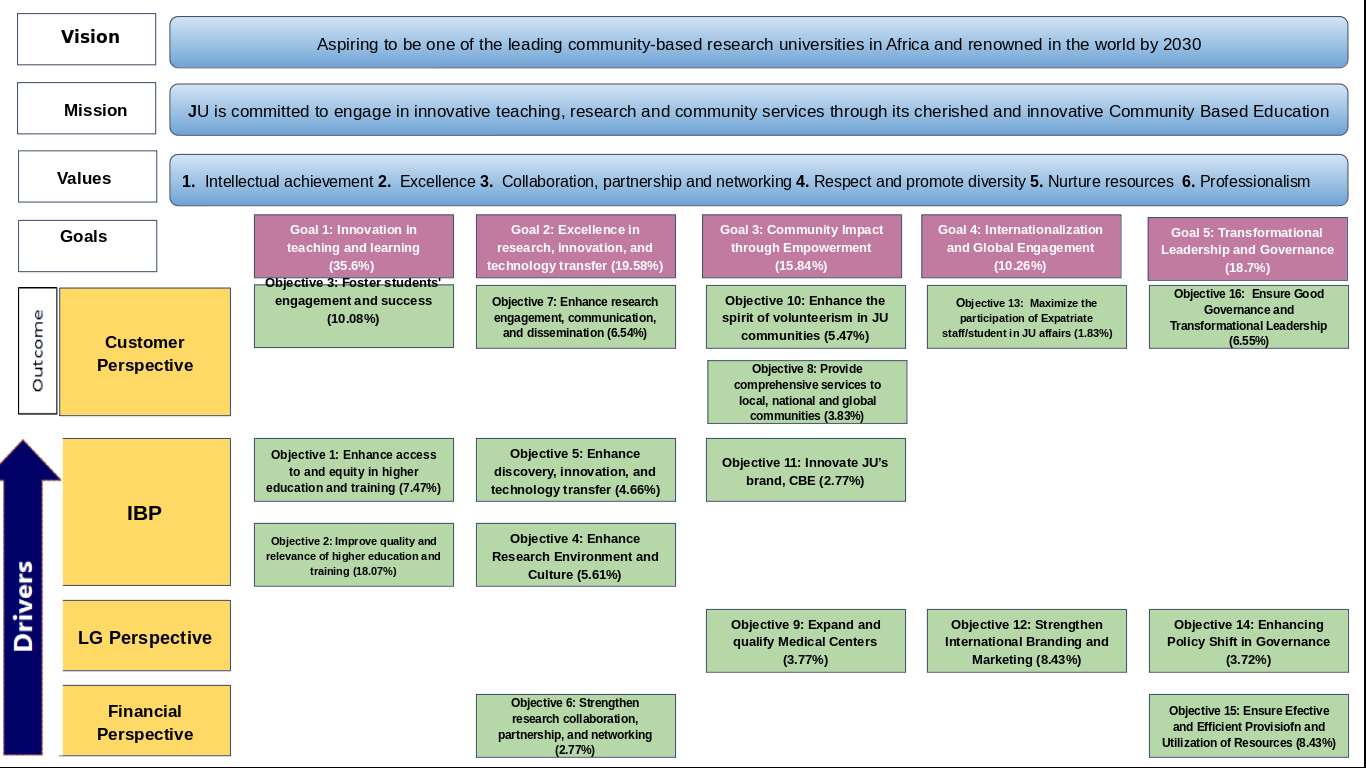 Vision
Aspiring to be one of the leading community-based research universities in Africa and renowned in the world by 2030
Mission
JU is committed to engage in innovative teaching, research and community services through its cherished and innovative Community Based Education
Values
1. Intellectual achievement 2. Excellence 3. Collaboration, partnership and networking 4. Respect and promote diversity 5. Nurture resources 6. Professionalism
Goals
Goal 1: Innovation in
teaching and learning
(35.6%)
Goal 2: Excellence in
research, innovation, and
technology transfer (19.58%)
Goal 3: Community Impact
through Empowerment
(15.84%)
Goal 4: Internationalization
and Global Engagement
(10.26%)
Goal 5: Transformational
Leadership and Governance
(18.7%)
Outcome
Customer
Perspective
Objective 3: Foster students'
engagement and success
(10.08%)
Objective 7: Enhance research
engagement, communication,
and dissemination (6.54%)
Objective 10: Enhance the
spirit of volunteerism in JU
communities (5.47%)
Objective 13: Maximize the
participation of Expatriate
staff/student in JU affairs (1.83%)
Objective 16: Ensure Good
Governance and
Transformational Leadership
(6.55%)
Objective 8: Provide
comprehensive services to
local, national and global
communities (3.83%)
Drivers
IBP
Objective 1: Enhance access
to and equity in higher
education and training (7.47%)
Objective 5: Enhance
discovery, innovation, and
technology transfer (4.66%)
Objective 11: Innovate JU's
brand, CBE (2.77%)
Objective 2: Improve quality and
relevance of higher education and
training (18.07%)
Objective 4: Enhance
Research Environment and
Culture (5.61%)
LG Perspective
Objective 9: Expand and
qualify Medical Centers
(3.77%)
Objective 12: Strengthen
International Branding and
Marketing (8.43%)
Objective 14: Enhancing
Policy Shift in Governance
(3.72%)
Financial
Perspective
Objective 6: Strengthen
research collaboration,
partnership, and networking
(2.77%)
Objective 15: Ensure Efective
and Efficient Provisiofn and
Utilization of Resources (8.43%)